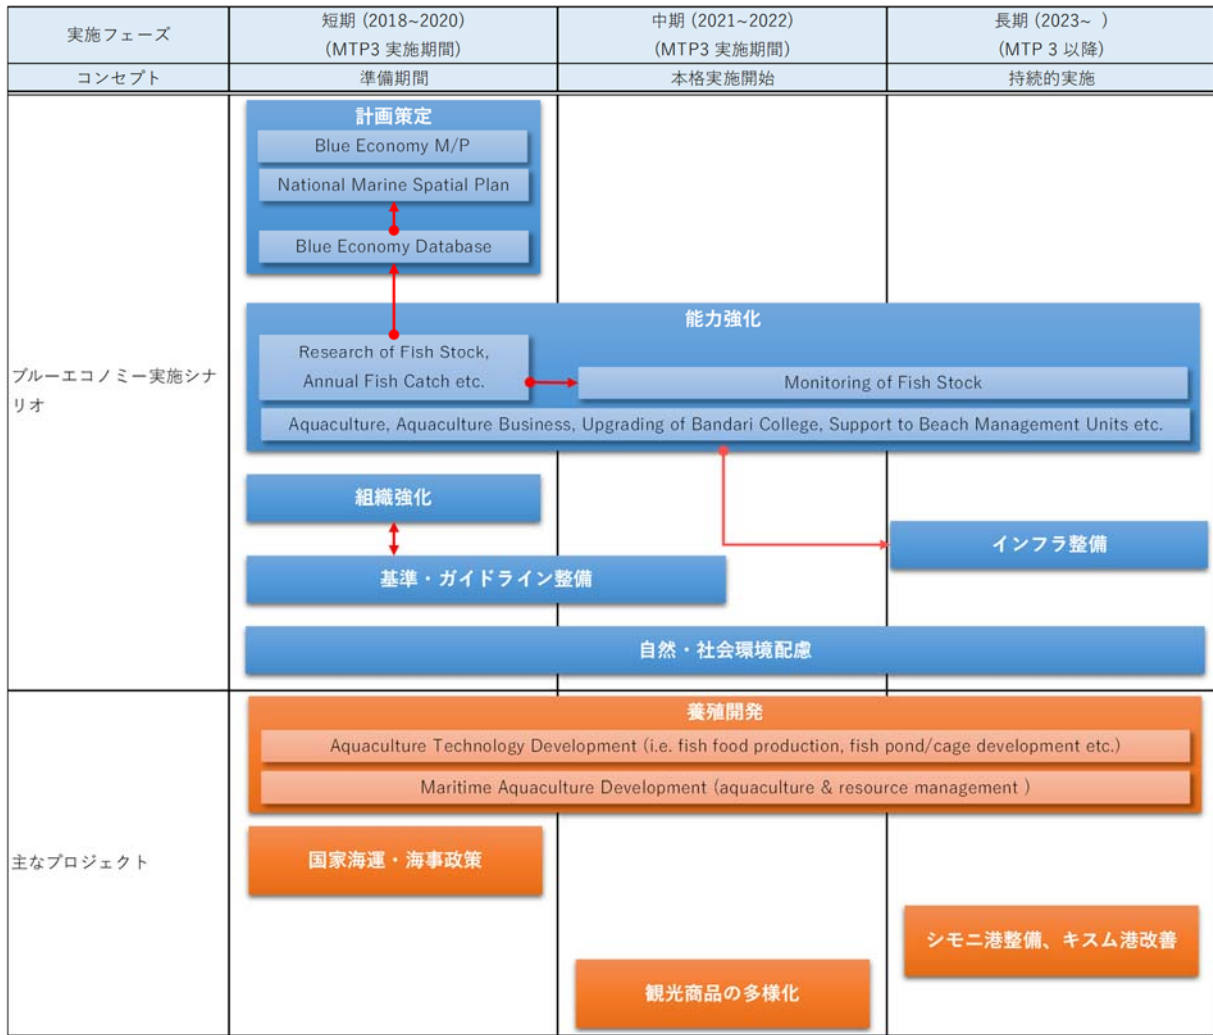 実施フェーズ
短期 (2018~2020)
(MTP3 実施期間)
中期 (2021~2022)
(MTP3 実施期間)
長期 (2023~ )
(MTP 3 以降)
コンセプト
準備期間
本格実施開始
持続的実施
ブルーエコノミー実施シナ
リオ
計画策定
Blue Economy M/P
National Marine Spatial Plan
Blue Economy Database
能力強化
Research of Fish Stock,
Annual Fish Catch etc.
Monitoring of Fish Stock
Aquaculture, Aquaculture Business, Upgrading of Bandari College, Support to Beach Management Units etc.
組織強化
インフラ整備
基準・ガイドライン整備
自然・社会環境配慮
主なプロジェクト
養殖開発
Aquaculture Technology Development (i.e. fish food production, fish pond/cage development etc.)
Maritime Aquaculture Development (aquaculture & resource management )
国家海運・海事政策
シモニ港整備、キスム港改善
観光商品の多様化